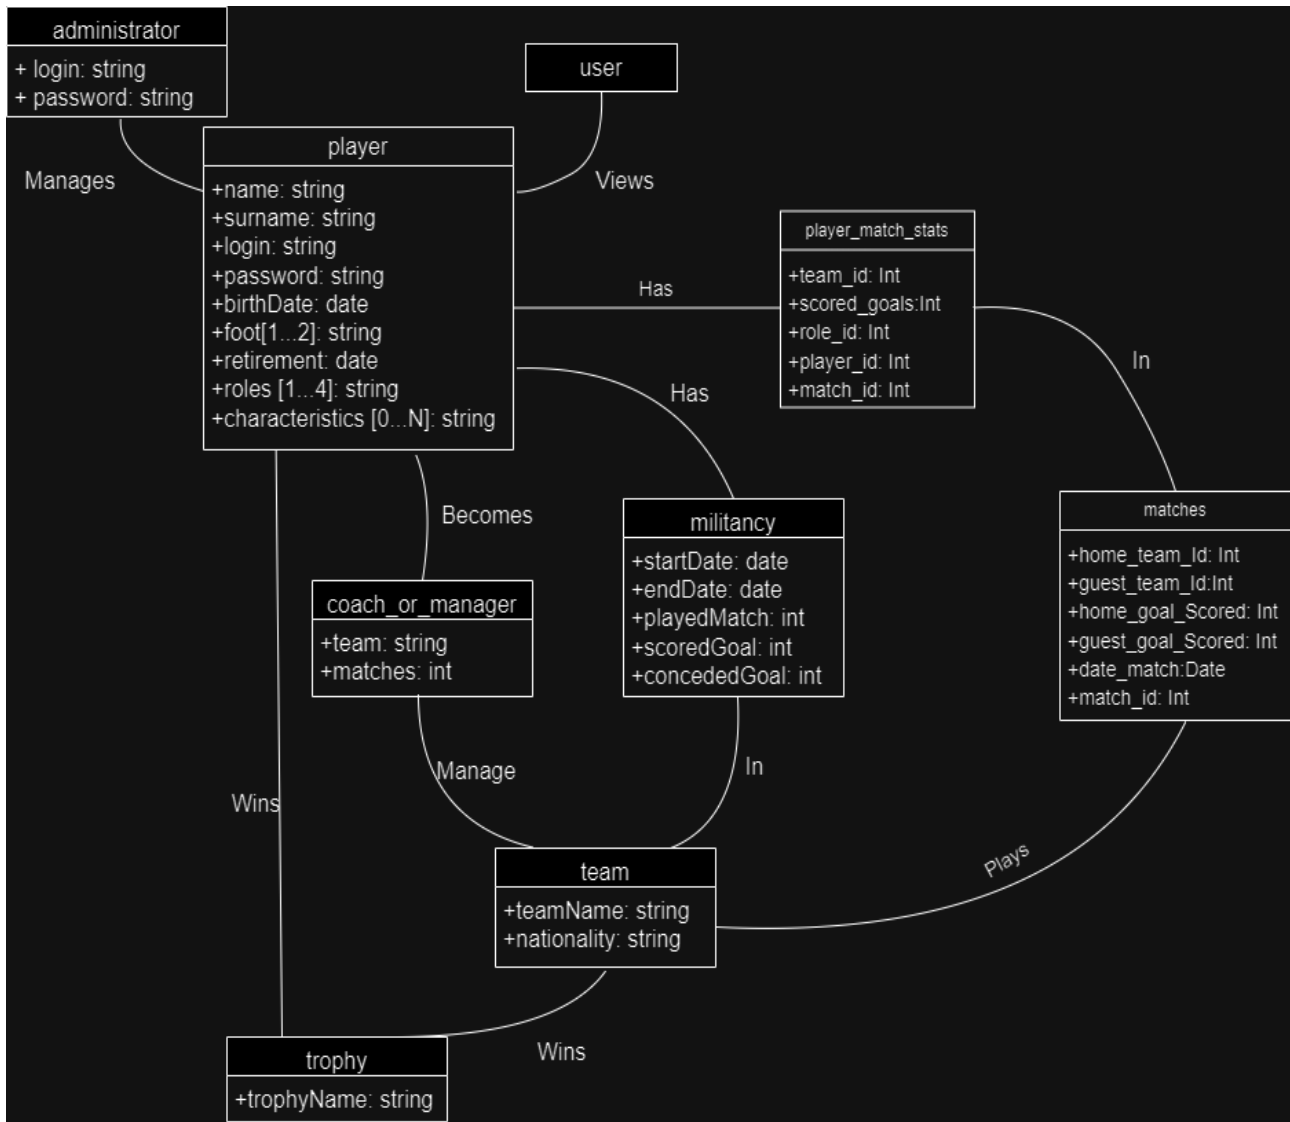 administrator
+ login: string
+ password: string
user
Manages
player
+name: string
+surname: string
+login: string
+password: string
+birthDate: date
+foot[1...2]: string
+retirement: date
+roles [1...4]: string
+characteristics [0...N]: string
Views
player_match_stats
+team_id: Int
+scored_goals:Int
+role_id: Int
+player_id: Int
+match_id: Int
Has
Has
In
Becomes
militancy
+startDate: date
+endDate: date
+playedMatch: int
+scoredGoal: int
+concededGoal: int
matches
+home_team_Id: Int
+guest_team_Id:Int
+home_goal_Scored: Int
+guest_goal_Scored: Int
+date_match:Date
+match_id: Int
coach_or_manager
+team: string
+matches: int
Manage
In
Wins
Plays
team
+teamName: string
+nationality: string
Wins
trophy
+trophyName: string